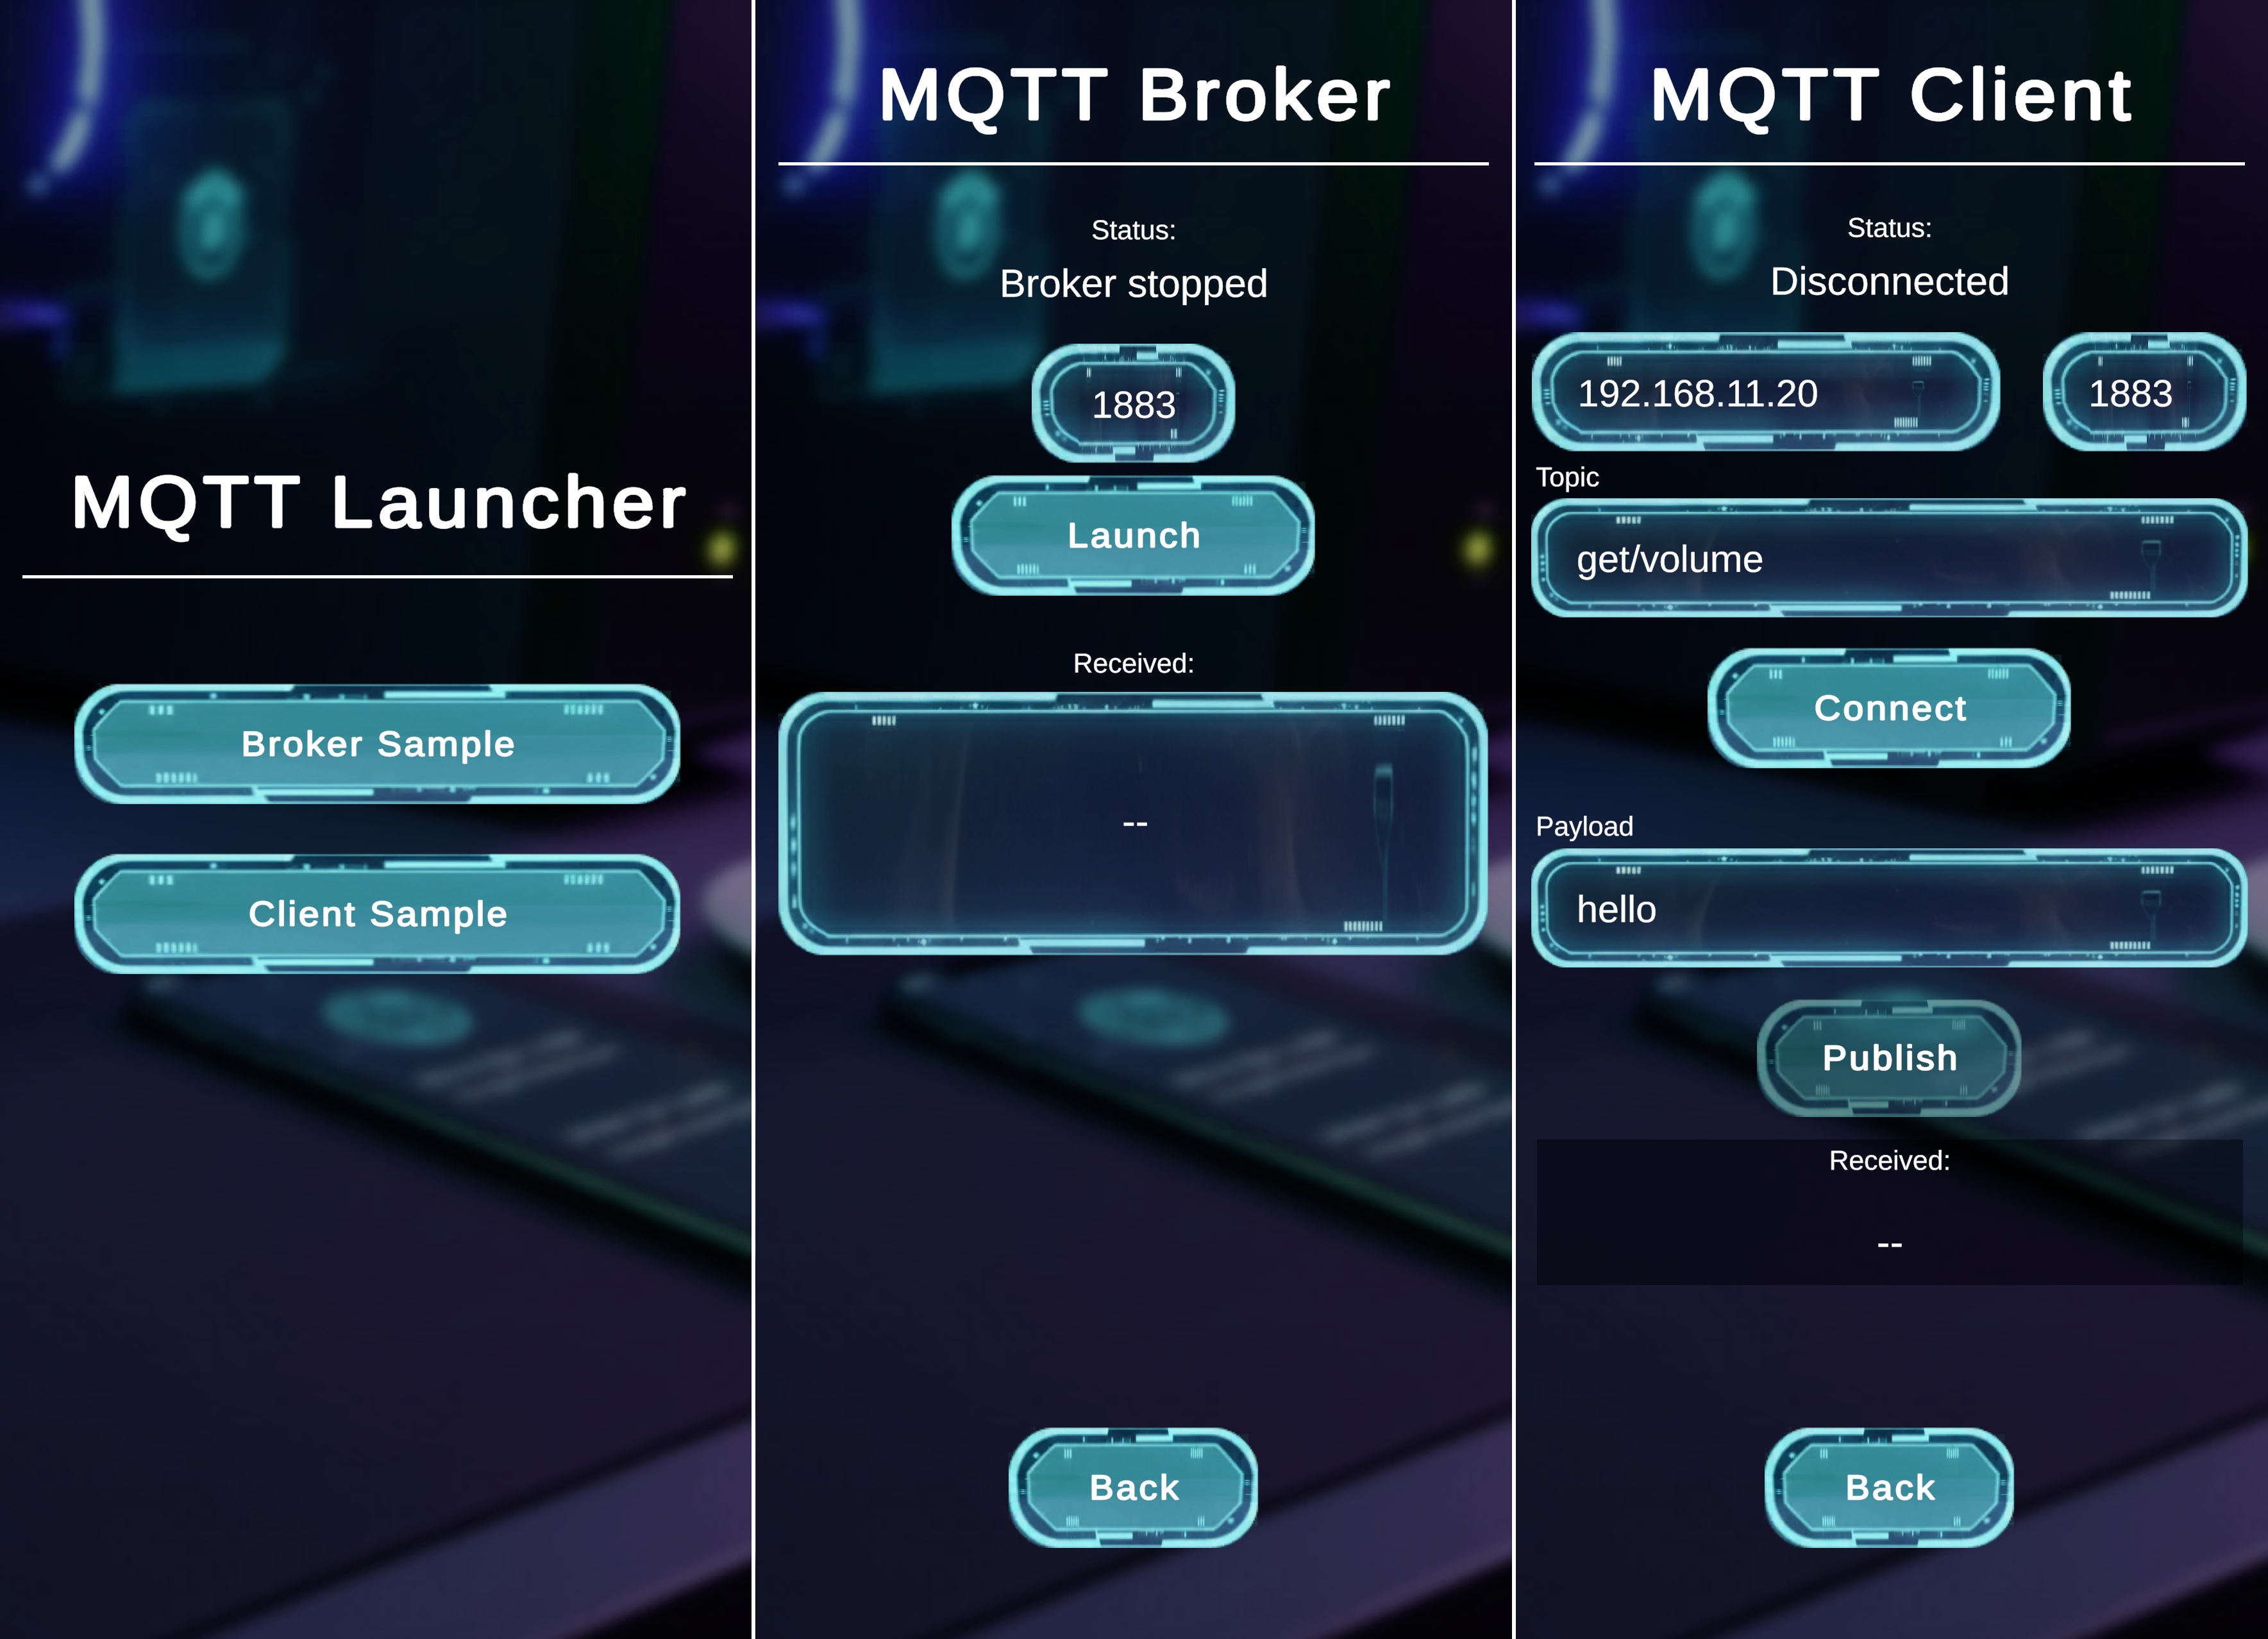 MQTT Launcher
Broker Sample
Client Sample
MQTT Broker
Status:
Broker stopped
1883
Launch
Received:
--
Back
MQTT Client
Status:
Disconnected
192.168.11.20
1883
Topic
get/volume
Connect
Payload
hello
Publish
Received:
--
Back